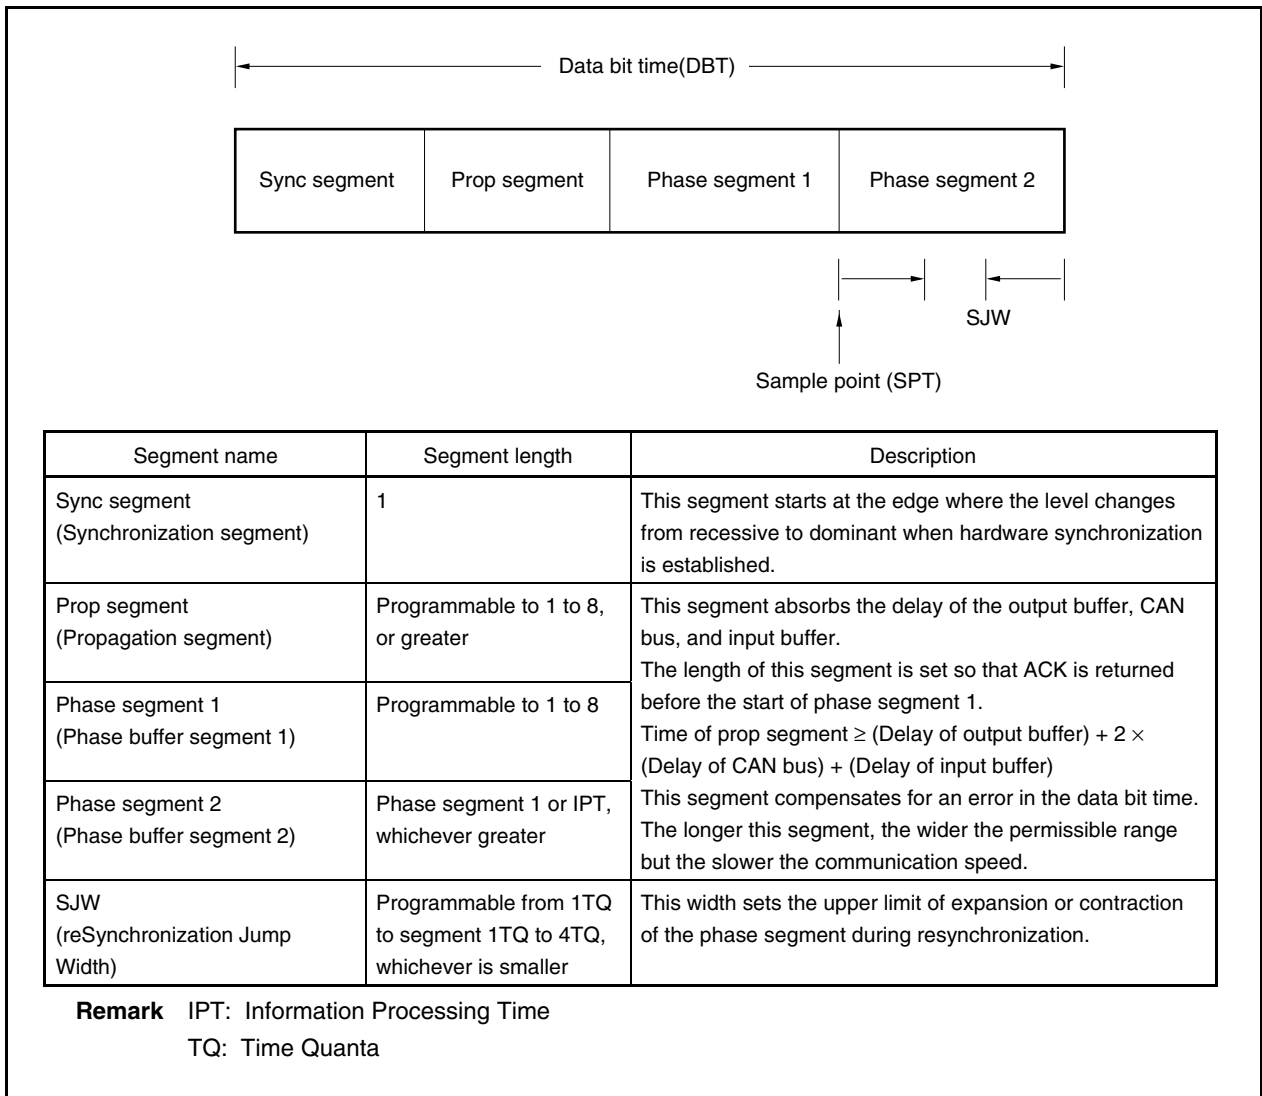 Data bit time(DBT)
Sync segment
Prop segment
Phase segment 1
Phase segment 2
SJW
Sample point (SPT)
Segment name
Segment length
Description
Sync segment
(Synchronization segment)
1
This segment starts at the edge where the level changes
from recessive to dominant when hardware synchronization
is established.
Prop segment
(Propagation segment)
Programmable to 1 to 8,
or greater
This segment absorbs the delay of the output buffer, CAN
bus, and input buffer.
The length of this segment is set so that ACK is returned
before the start of phase segment 1.
Time of prop segment ≥ (Delay of output buffer) + 2 ×
(Delay of CAN bus) + (Delay of input buffer)
Phase segment 1
(Phase buffer segment 1)
Programmable to 1 to 8
This segment compensates for an error in the data bit time.
The longer this segment, the wider the permissible range
but the slower the communication speed.
Phase segment 2
(Phase buffer segment 2)
Phase segment 1 or IPT,
whichever greater
SJW
(reSynchronization Jump
Width)
Programmable from 1TQ
to segment 1TQ to 4TQ,
whichever is smaller
This width sets the upper limit of expansion or contraction
of the phase segment during resynchronization.
Remark IPT: Information Processing Time
TQ: Time Quanta